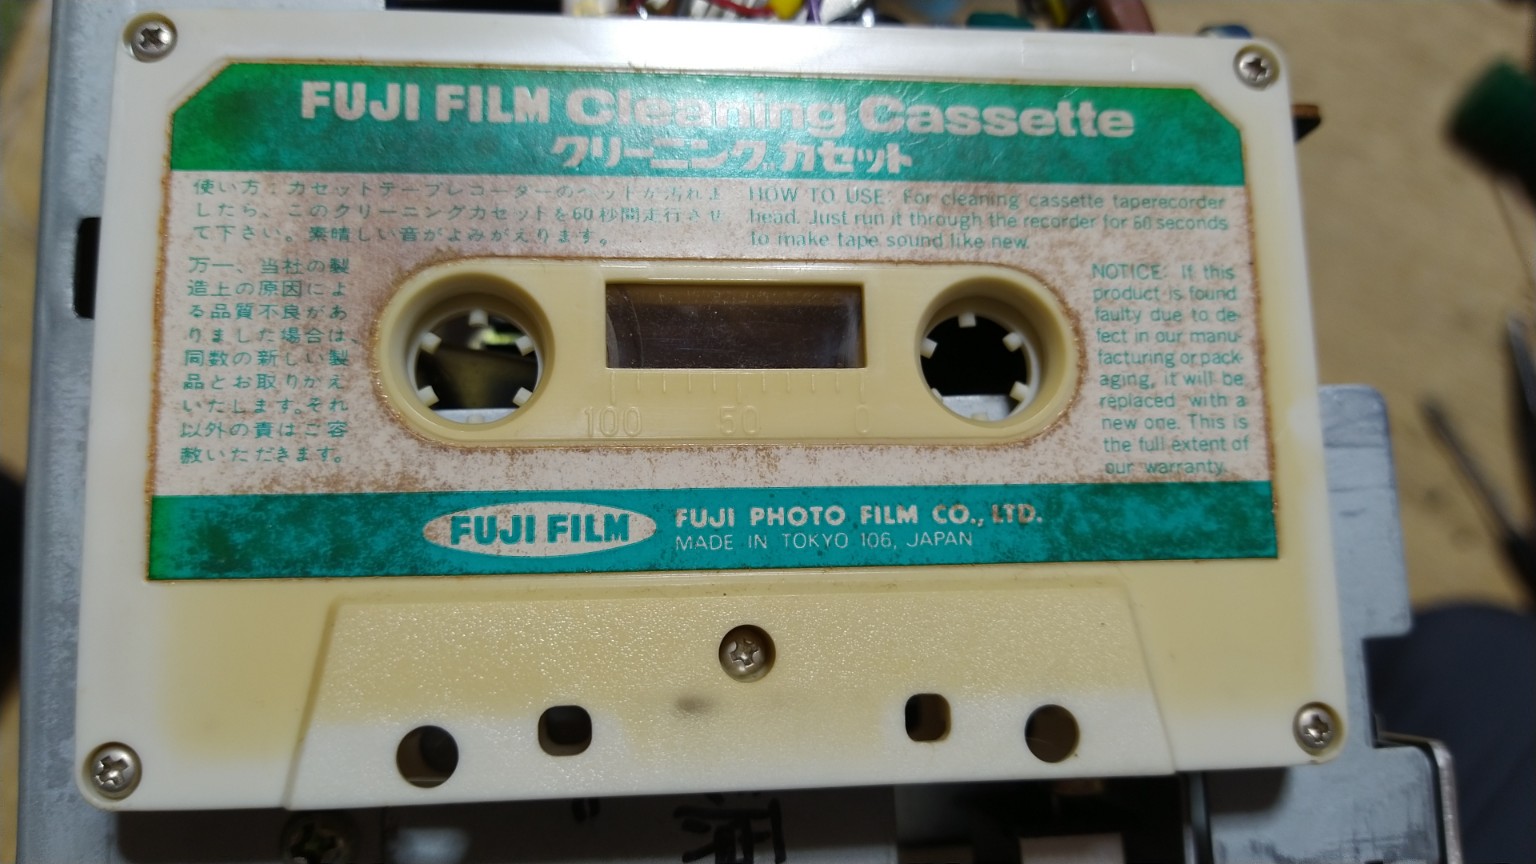 FUJI FILM Cleaning Cassette
クリーニングカセット
使い方：カセットテープレコーダーのヘッドが汚れま
したら、このクリーニングカセットを60秒間走行させ
て下さい。素晴しい音がよみがえります。
HOW TO USE: For cleaning cassette taperecorder
head. Just run it through the recorder for 60 seconds
to make tape sound like new.
万一、当社の製
造上の原因によ
る品質不良があ
りました場合は、
同数の新しい製
品とお取りかえ
いたします。それ
以外の責はご容
赦いただきます。
NOTICE: If this
product is found
faulty due to de-
fect in our manu-
facturing or pack-
aging, it will be
replaced with a
new one. This is
the full extent of
our warranty.
100 50 0
FUJI FILM
FUJI PHOTO FILM CO., LTD.
MADE IN TOKYO 106, JAPAN